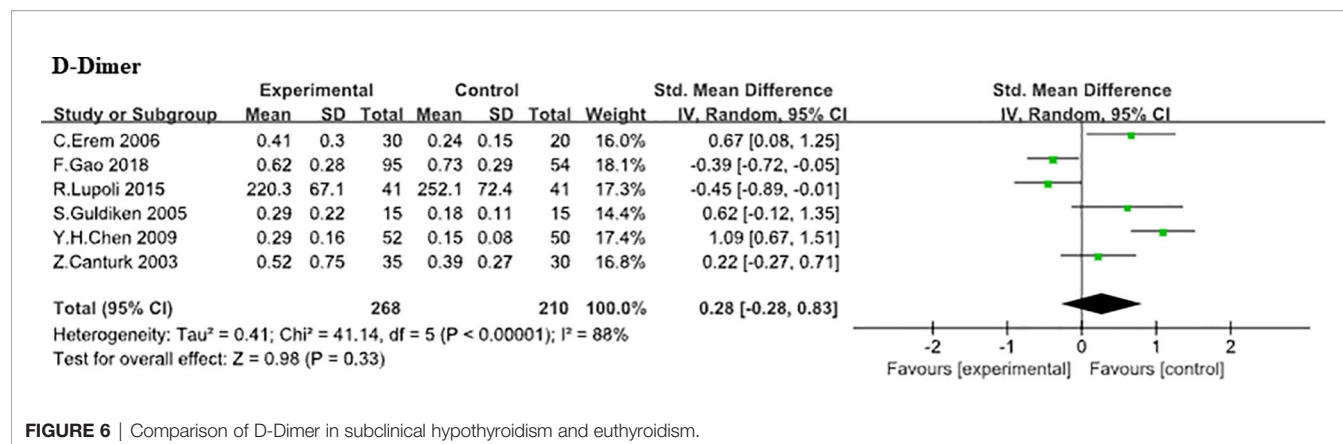 D-Dimer
Experimental Control Std. Mean Difference Std. Mean Difference
Study or Subgroup Mean SD Total Mean SD Total Weight IV, Random, 95% CI IV, Random, 95% CI
C.Erem 2006 0.41 0.3 30 0.24 0.15 20 16.0% 0.67 [0.08, 1.25]
F.Gao 2018 0.62 0.28 95 0.73 0.29 54 18.1% -0.39 [-0.72, -0.05]
R.Lupoli 2015 220.3 67.1 41 252.1 72.4 41 17.3% -0.45 [-0.89, -0.01]
S.Guldiken 2005 0.29 0.22 15 0.18 0.11 15 14.4% 0.62 [-0.12, 1.35]
Y.H.Chen 2009 0.29 0.16 52 0.15 0.08 50 17.4% 1.09 [0.67, 1.51]
Z.Canturk 2003 0.52 0.75 35 0.39 0.27 30 16.8% 0.22 [-0.27, 0.71]
Total (95% CI) 268 210 100.0% 0.28 [-0.28, 0.83]
Heterogeneity: Tau² = 0.41; Chi² = 41.14, df = 5 (P < 0.00001); I² = 88%
Test for overall effect: Z = 0.98 (P = 0.33)
-2 -1 0 1 2
Favours [experimental] Favours [control]
FIGURE 6 | Comparison of D-Dimer in subclinical hypothyroidism and euthyroidism.